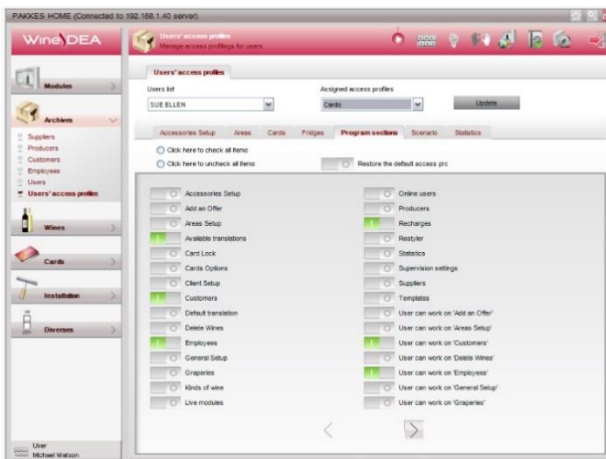 PAKKES HOME (Connected to 192.168.1.40 server)
Wine IDEA
Users' access profiles
Manage access profilings for users
Modules
Archives
Suppliers
Producers
Customers
Employees
Users
Users' access profiles
Wines
Cards
Installation
Diverses
User
Michael Watson
Users' access profiles
Users list
Assigned access profiles
SUE ELLEN
Cards
Update
Accessories Setup Areas Cards Fridges Program sections Scenario Statistics
Click here to check all items
Click here to uncheck all items
Restore the default access prc
Accessories Setup
Add an Offer
Areas Setup
Available translations
Card Lock
Cards Options
Client Setup
Customers
Default translation
Delete Wines
Employees
General Setup
Graperies
Kinds of wine
Live modules
Online users
Producers
Recharges
Restyler
Statistics
Supervision settings
Suppliers
Templates
User can work on 'Add an Offer'
User can work on 'Areas Setup'
User can work on 'Customers'
User can work on 'Delete Wines'
User can work on 'Employees'
User can work on 'General Setup'
User can work on 'Graperies'